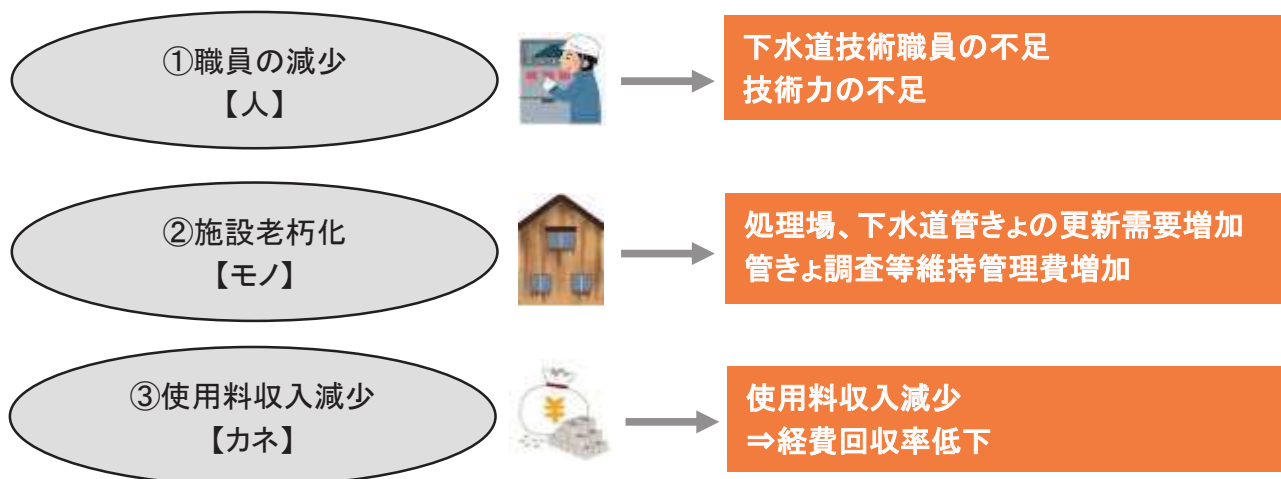 ①職員の減少
【人】
下水道技術職員の不足
技術力の不足
②施設老朽化
【モノ】
処理場、下水道管きょの更新需要増加
管きょ調査等維持管理費増加
③使用料収入減少
【カネ】
¥
使用料収入減少
⇒経費回収率低下